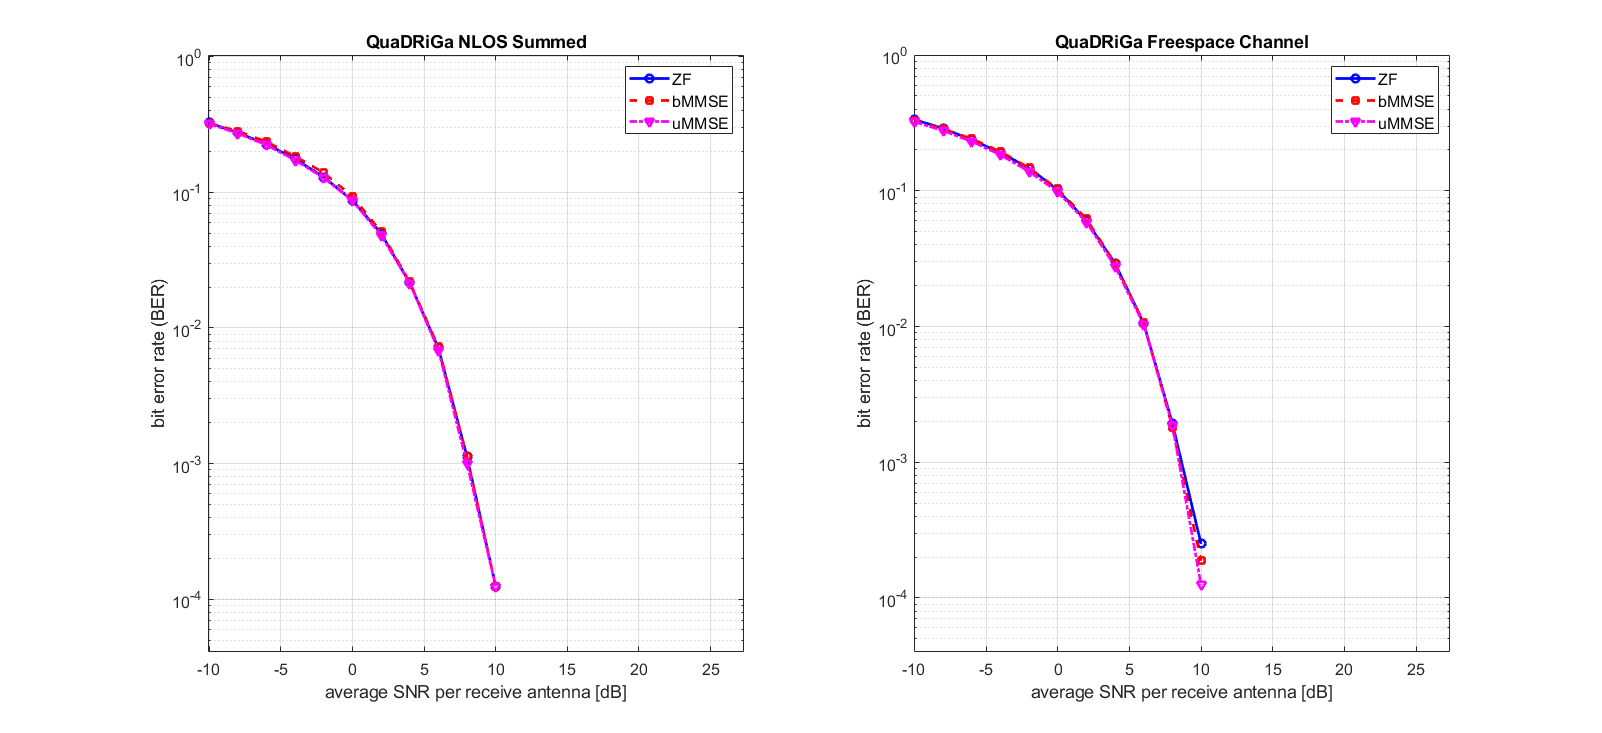 QuaDRiGa NLOS Summed
ZF
bMMSE
uMMSE
bit error rate (BER)
10^0
10^-1
10^-2
10^-3
10^-4
-10 -5 0 5 10 15 20 25
average SNR per receive antenna [dB]
QuaDRiGa Freespace Channel
ZF
bMMSE
uMMSE
bit error rate (BER)
10^0
10^-1
10^-2
10^-3
10^-4
-10 -5 0 5 10 15 20 25
average SNR per receive antenna [dB]